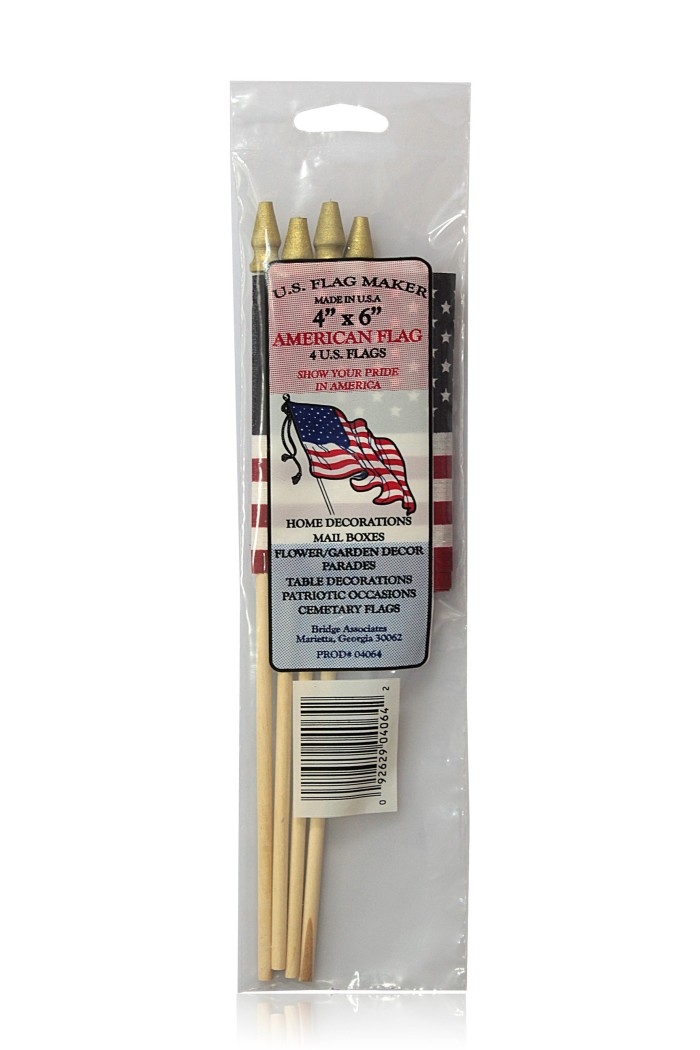 U.S. FLAG MAKER
MADE IN U.S.A
4” x 6”
AMERICAN FLAG
4 U.S. FLAGS
SHOW YOUR PRIDE
IN AMERICA
HOME DECORATIONS
MAIL BOXES
FLOWER/GARDEN DECOR
PARADES
TABLE DECORATIONS
PATRIOTIC OCCASIONS
CEMETARY FLAGS
Bridge Associates
Marietta, Georgia 30062
PROD# 04064
0 92629 04064 2